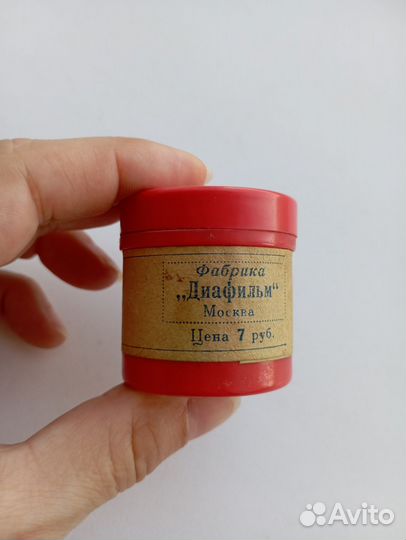 Фабрика
„Диафильм“
Москва
Цена 7 руб.
Avito